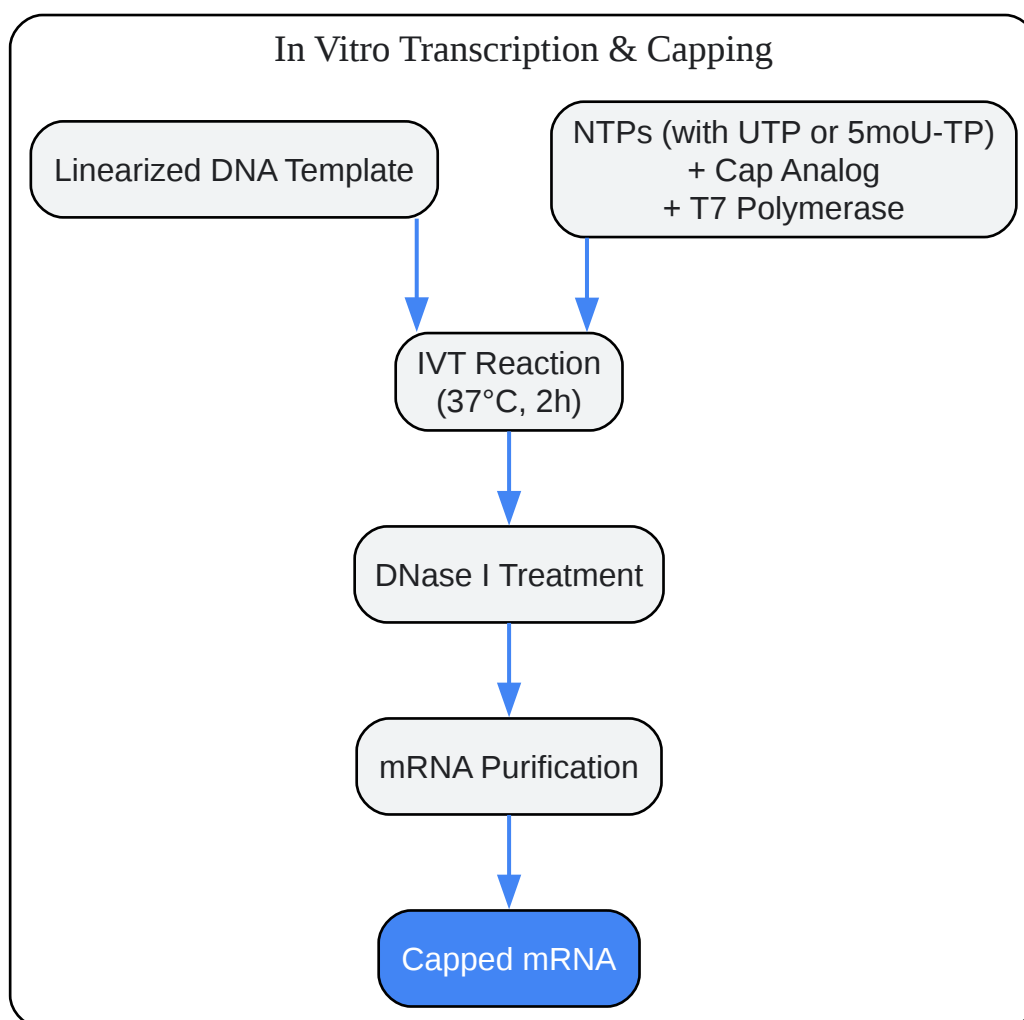 In Vitro Transcription & Capping
Linearized DNA Template
NTPs (with UTP or 5moU-TP)
+ Cap Analog
+ T7 Polymerase
IVT Reaction
(37°C, 2h)
DNase I Treatment
mRNA Purification
Capped mRNA